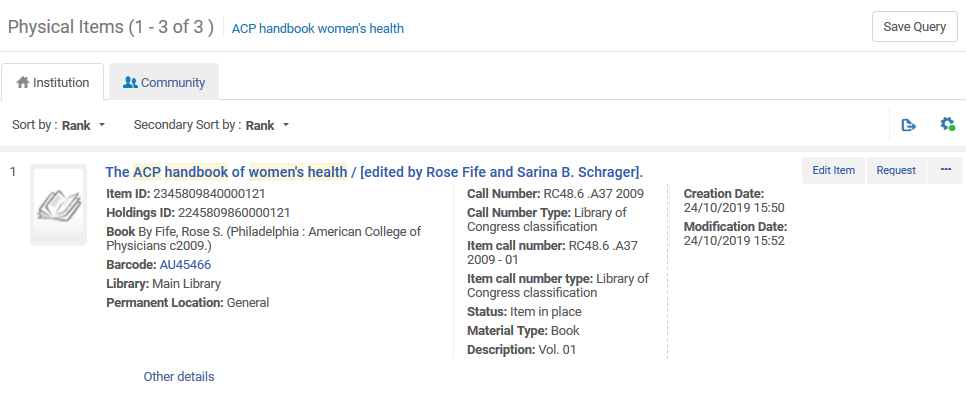 Physical Items (1 - 3 of 3 ) ACP handbook women's health Save Query
Institution Community
Sort by : Rank Secondary Sort by : Rank
1 The ACP handbook of women's health / [edited by Rose Fife and Sarina B. Schrager]. Edit Item Request ...
Item ID: 2345809840000121
Holdings ID: 2245809860000121
Book By Fife, Rose S. (Philadelphia : American College of
Physicians c2009.)
Barcode: AU45466
Library: Main Library
Permanent Location: General
Call Number: RC48.6 .A37 2009
Call Number Type: Library of
Congress classification
Item call number: RC48.6 .A37
2009 - 01
Item call number type: Library of
Congress classification
Status: Item in place
Material Type: Book
Description: Vol. 01
Creation Date:
24/10/2019 15:50
Modification Date:
24/10/2019 15:52
Other details